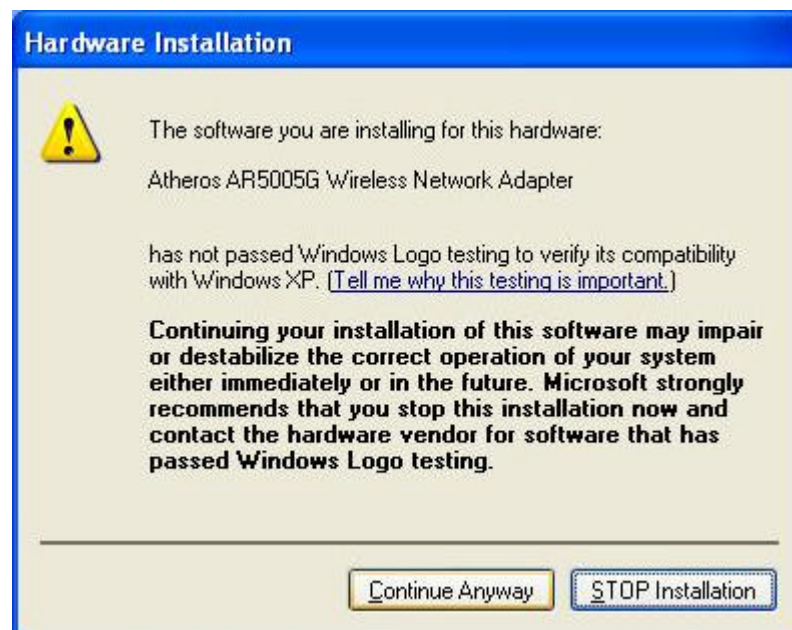 Hardware Installation
The software you are installing for this hardware:
Atheros AR5005G Wireless Network Adapter
has not passed Windows Logo testing to verify its compatibility
with Windows XP. (Tell me why this testing is important.)
Continuing your installation of this software may impair
or destabilize the correct operation of your system
either immediately or in the future. Microsoft strongly
recommends that you stop this installation now and
contact the hardware vendor for software that has
passed Windows Logo testing.
Continue Anyway
STOP Installation